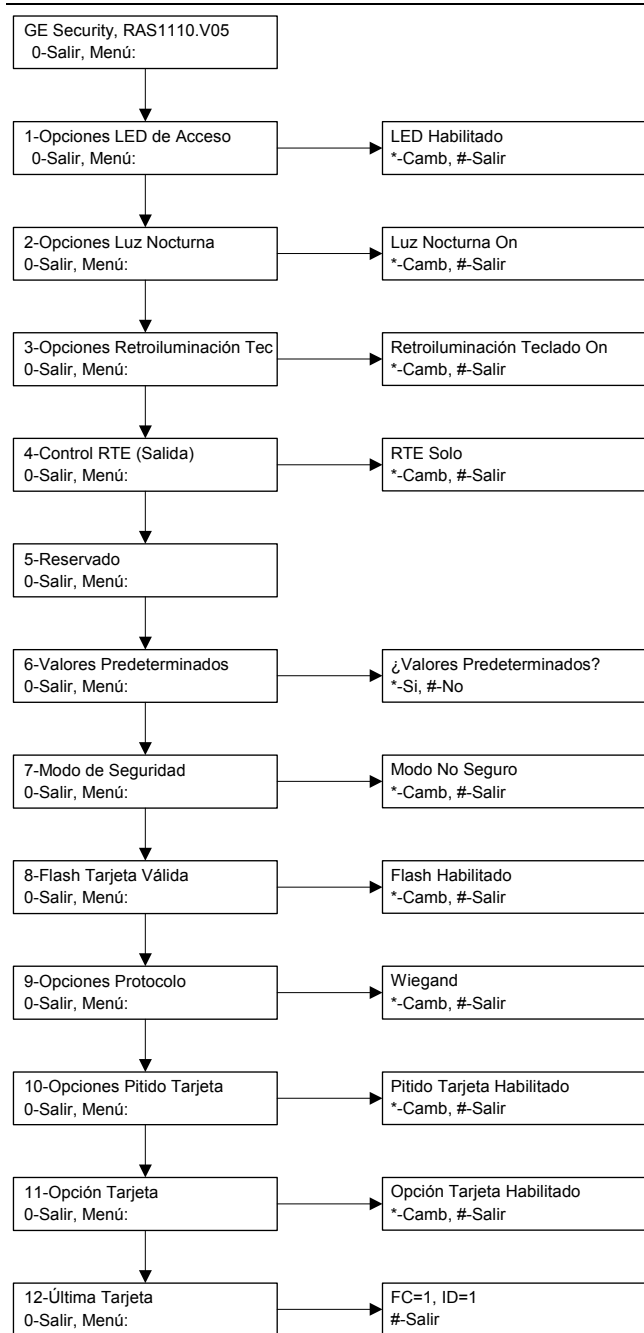 GE Security, RAS1110.V05
0-Salir, Menú:
1-Opciones LED de Acceso
0-Salir, Menú:
LED Habilitado
*-Camb, #-Salir
2-Opciones Luz Nocturna
0-Salir, Menú:
Luz Nocturna On
*-Camb, #-Salir
3-Opciones Retroiluminación Tec
0-Salir, Menú:
Retroiluminación Teclado On
*-Camb, #-Salir
4-Control RTE (Salida)
0-Salir, Menú:
RTE Solo
*-Camb, #-Salir
5-Reservado
0-Salir, Menú:
6-Valores Predeterminados
0-Salir, Menú:
¿Valores Predeterminados?
*-Si, #-No
7-Modo de Seguridad
0-Salir, Menú:
Modo No Seguro
*-Camb, #-Salir
8-Flash Tarjeta Válida
0-Salir, Menú:
Flash Habilitado
*-Camb, #-Salir
9-Opciones Protocolo
0-Salir, Menú:
Wiegand
*-Camb, #-Salir
10-Opciones Pitido Tarjeta
0-Salir, Menú:
Pitido Tarjeta Habilitado
*-Camb, #-Salir
11-Opción Tarjeta
0-Salir, Menú:
Opción Tarjeta Habilitado
*-Camb, #-Salir
12-Última Tarjeta
0-Salir, Menú:
FC=1, ID=1
#-Salir